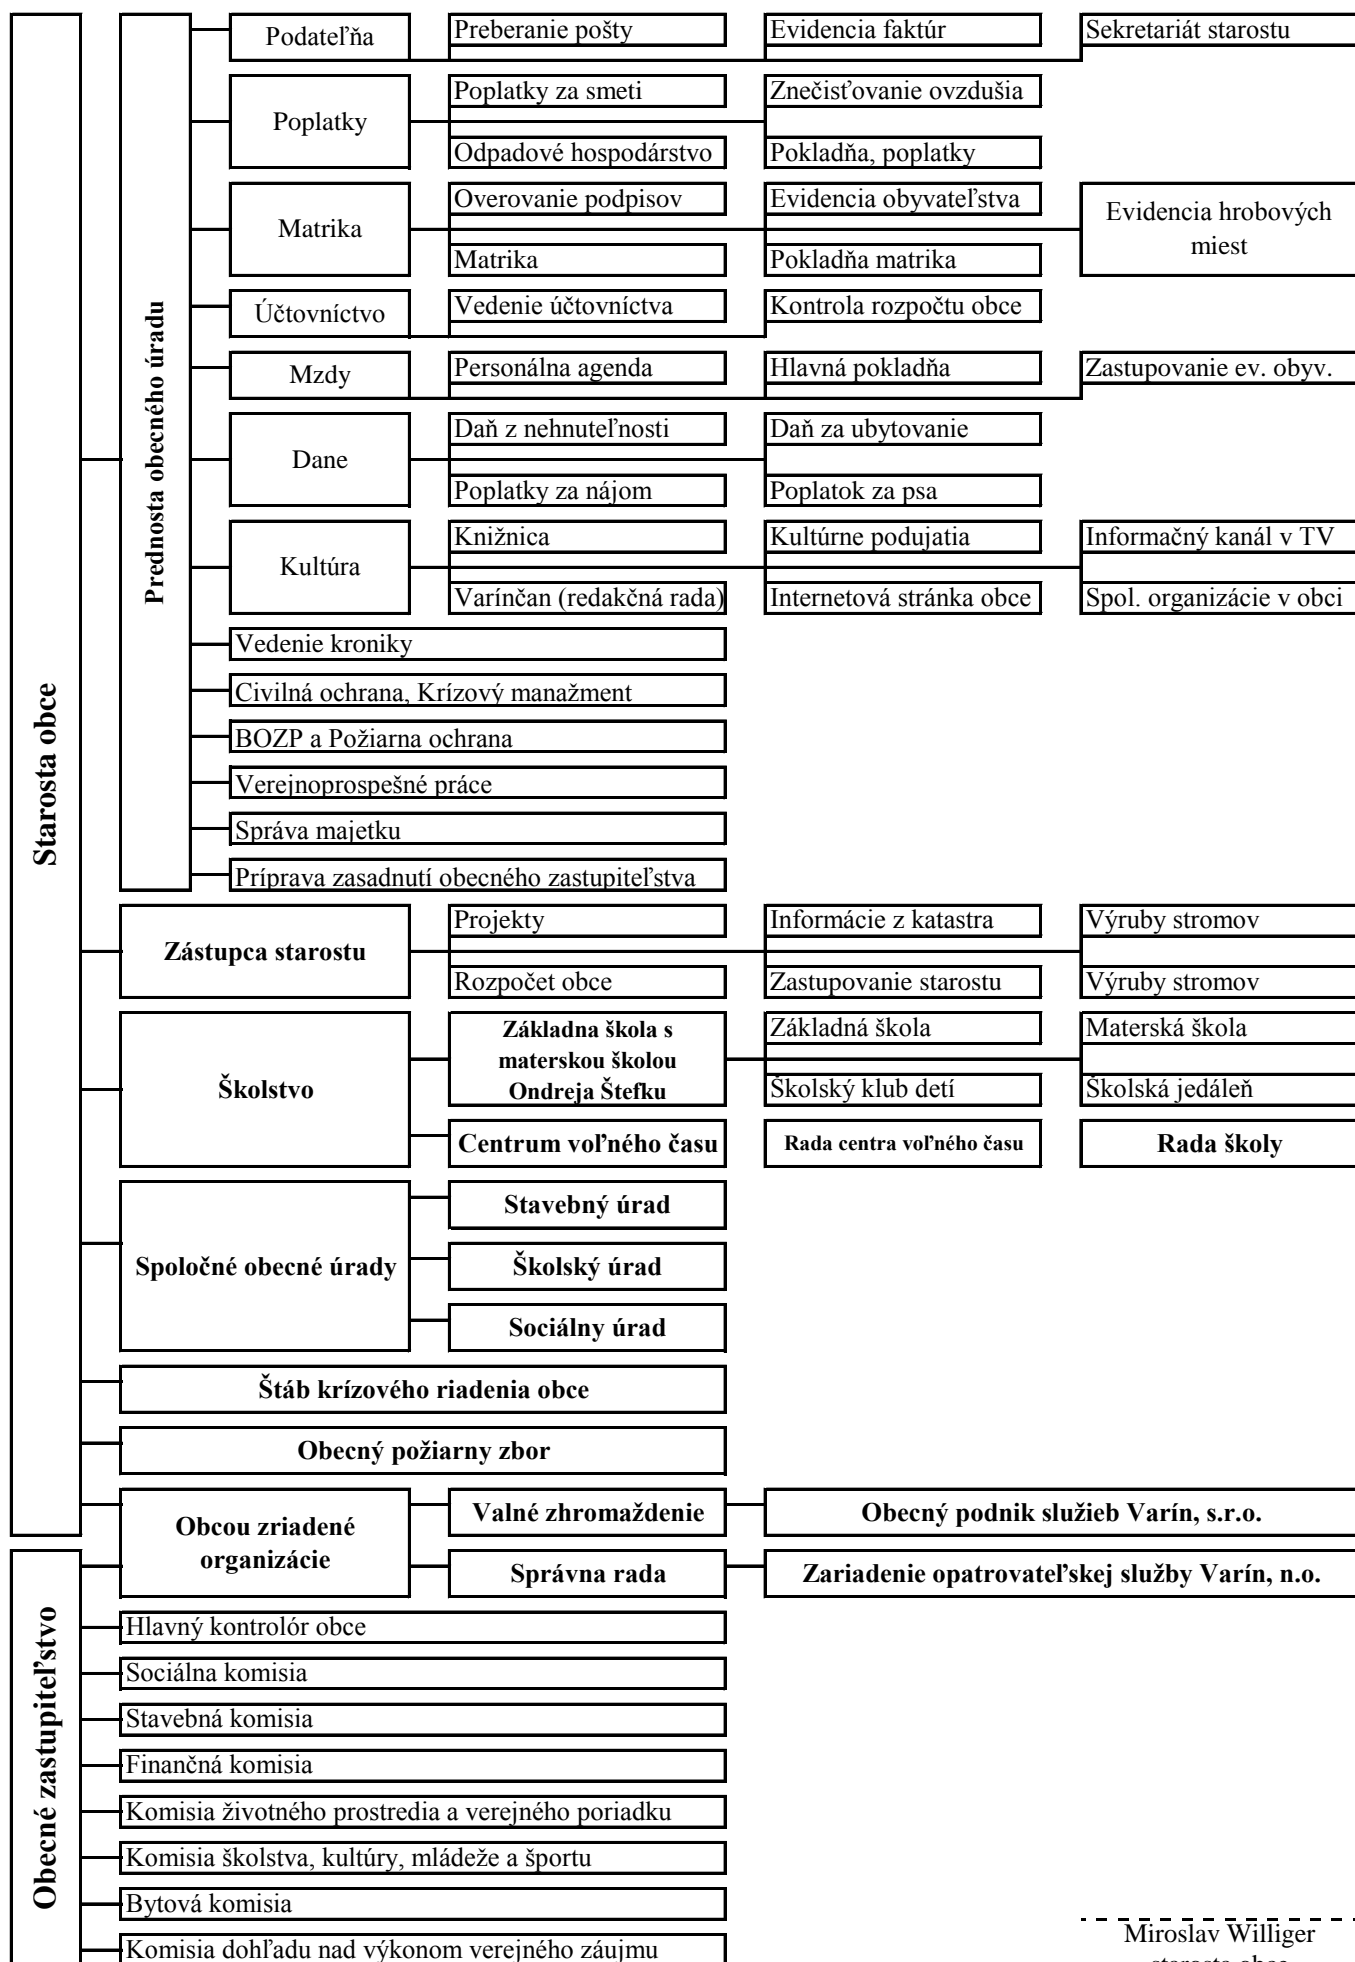 Starosta obce
Prednosta obecného úradu
Podateľňa
Preberanie pošty
Evidencia faktúr
Sekretariát starostu
Poplatky
Poplatky za smeti
Znečisťovanie ovzdušia
Odpadové hospodárstvo
Pokladňa, poplatky
Matrika
Overovanie podpisov
Evidencia obyvateľstva
Evidencia hrobových
miest
Matrika
Pokladňa matrika
Účtovníctvo
Vedenie účtovníctva
Kontrola rozpočtu obce
Mzdy
Personálna agenda
Hlavná pokladňa
Zastupovanie ev. obyv.
Dane
Daň z nehnuteľnosti
Daň za ubytovanie
Poplatky za nájom
Poplatok za psa
Kultúra
Knižnica
Kultúrne podujatia
Informačný kanál v TV
Varínčan (redakčná rada)
Internetová stránka obce
Spol. organizácie v obci
Vedenie kroniky
Civilná ochrana, Krízový manažment
BOZP a Požiarna ochrana
Verejnoprospešné práce
Správa majetku
Príprava zasadnutí obecného zastupiteľstva
Zástupca starostu
Projekty
Informácie z katastra
Výruby stromov
Rozpočet obce
Zastupovanie starostu
Výruby stromov
Školstvo
Základna škola s
materskou školou
Ondreja Štefku
Základná škola
Materská škola
Školský klub detí
Školská jedáleň
Centrum voľného času
Rada centra voľného času
Rada školy
Spoločné obecné úrady
Stavebný úrad
Školský úrad
Sociálny úrad
Štáb krízového riadenia obce
Obecný požiarny zbor
Obcou zriadené
organizácie
Valné zhromaždenie
Obecný podnik služieb Varín, s.r.o.
Správna rada
Zariadenie opatrovateľskej služby Varín, n.o.
Obecné zastupiteľstvo
Hlavný kontrolór obce
Sociálna komisia
Stavebná komisia
Finančná komisia
Komisia životného prostredia a verejného poriadku
Komisia školstva, kultúry, mládeže a športu
Bytová komisia
Komisia dohľadu nad výkonom verejného záujmu
Miroslav Williger
starosta obce